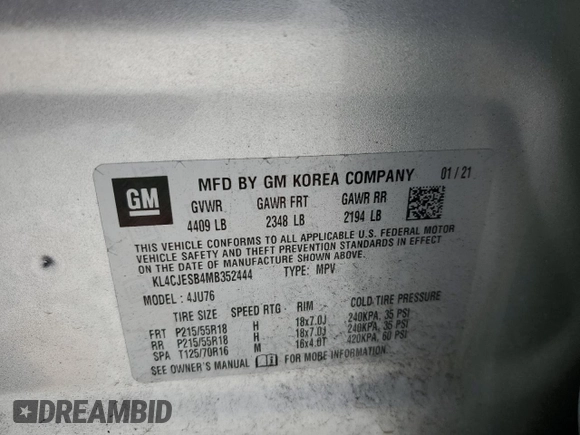 GM
MFD BY GM KOREA COMPANY 01 / 21
GVWR GAWR FRT GAWR RR
4409 LB 2348 LB 2194 LB
THIS VEHICLE CONFORMS TO ALL APPLICABLE U.S. FEDERAL MOTOR
VEHICLE SAFETY AND THEFT PREVENTION STANDARDS IN EFFECT
ON THE DATE OF MANUFACTURE SHOWN ABOVE.
KL4CJESB4MB352444 TYPE: MPV
MODEL : 4JU76
TIRE SIZE SPEED RTG RIM COLD TIRE PRESSURE
FRT P215/55R18 H 18x7.0J 240KPA, 35 PSI
RR P215/55R18 H 18x7.0J 240KPA, 35 PSI
SPA T125/70R16 M 16x4.0T 420KPA, 60 PSI
SEE OWNER'S MANUAL FOR MORE INFORMATION.
DREAMBID